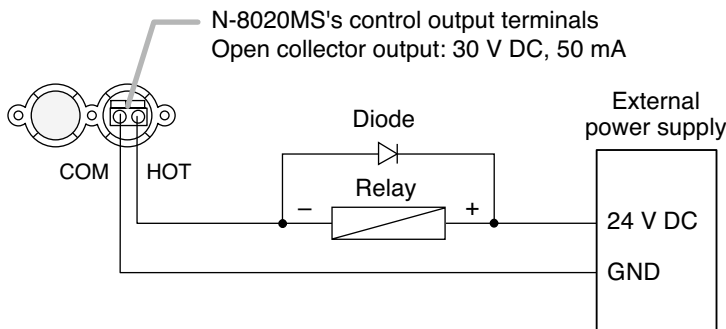 N-8020MS's control output terminals
Open collector output: 30 V DC, 50 mA
External
power supply
Diode
COM
HOT
Relay
–
+
24 V DC
GND